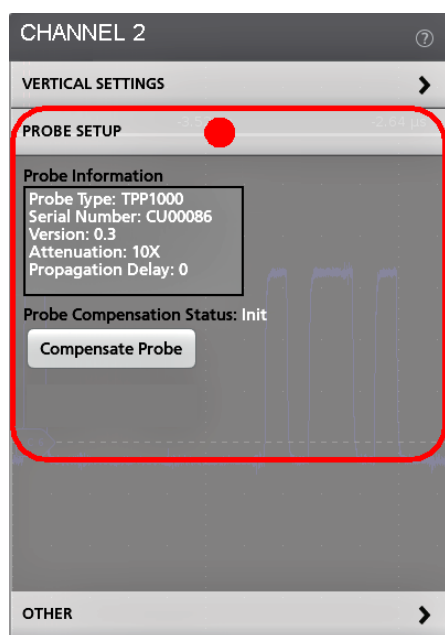 CHANNEL 2
?
VERTICAL SETTINGS
PROBE SETUP
Probe Information
Probe Type: TPP1000
Serial Number: CU00086
Version: 0.3
Attenuation: 10X
Propagation Delay: 0
Probe Compensation Status: Init
Compensate Probe
OTHER